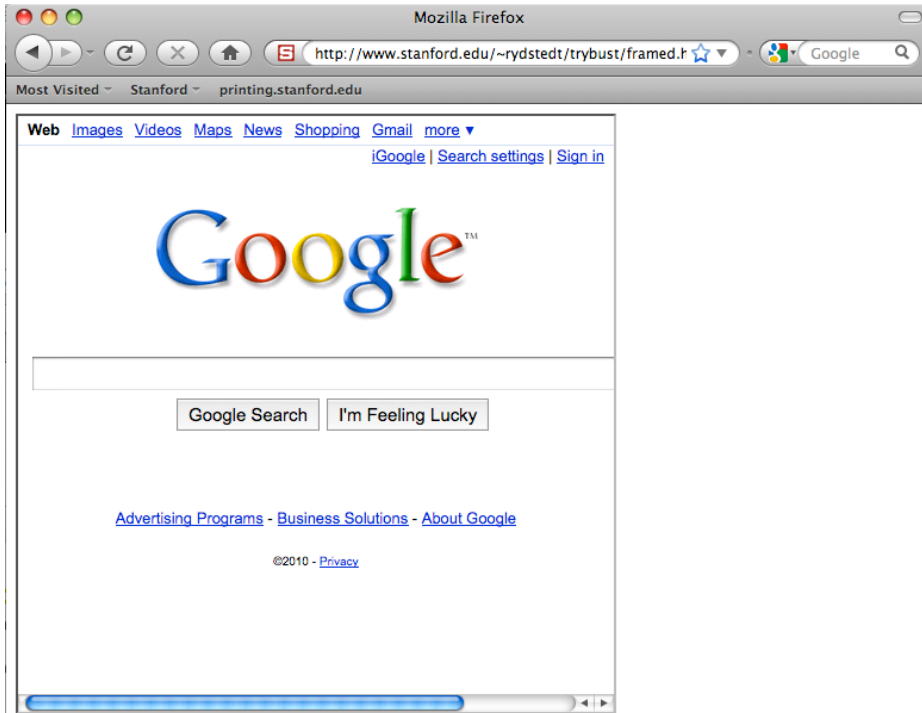 Mozilla Firefox
http://www.stanford.edu/~rydstedt/trybust/framed.h
Google
Most Visited Stanford printing.stanford.edu
Web Images Videos Maps News Shopping Gmail more
iGoogle | Search settings | Sign in
Google™
Google Search I'm Feeling Lucky
Advertising Programs - Business Solutions - About Google
©2010 - Privacy